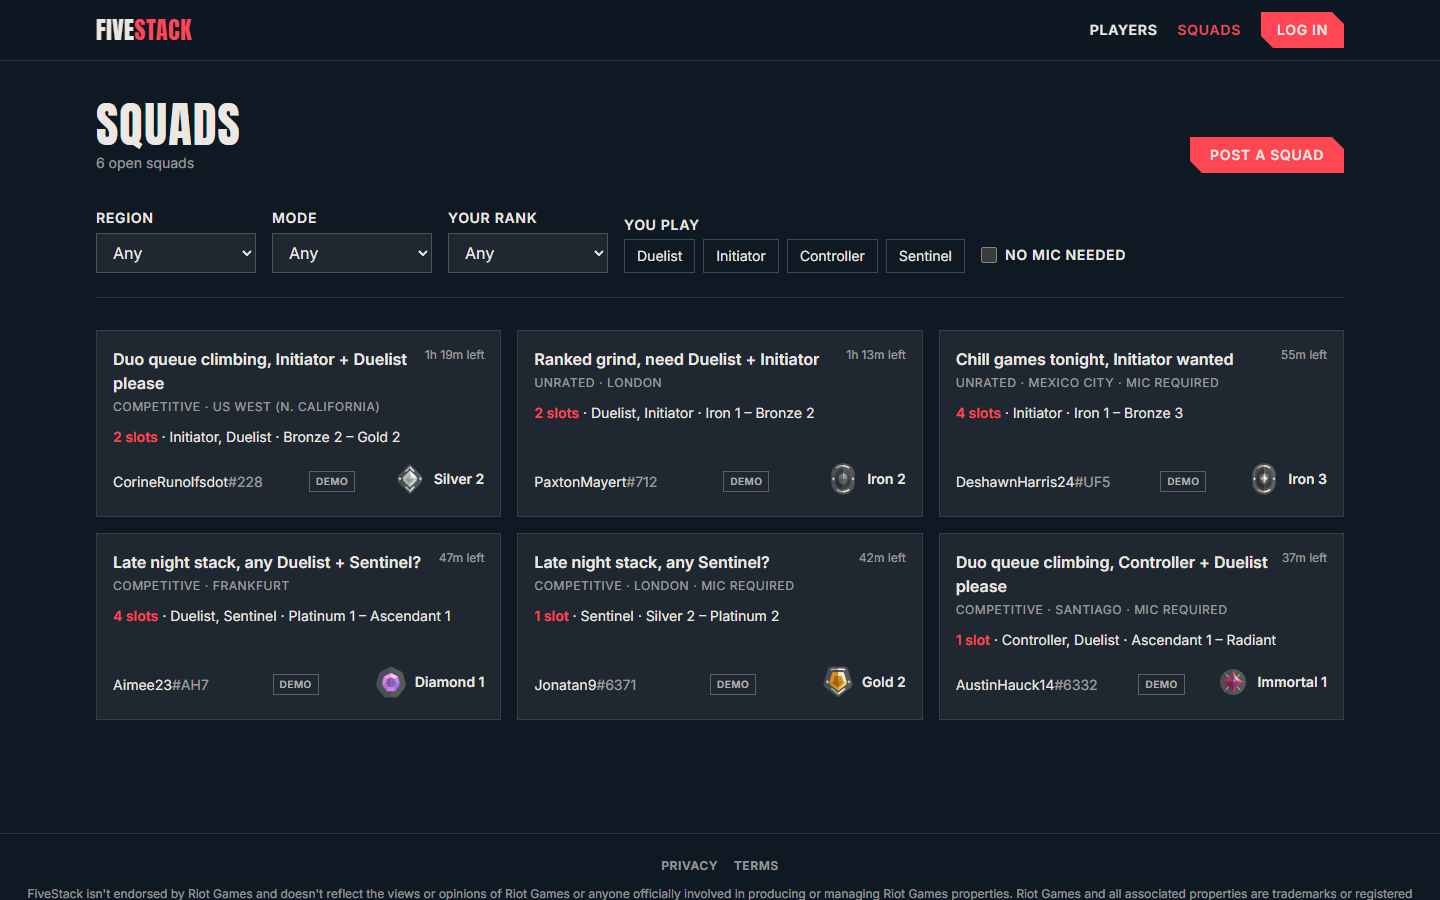 FIVESTACK
PLAYERS SQUADS LOG IN
SQUADS
6 open squads
POST A SQUAD
REGION MODE YOUR RANK YOU PLAY
Any Any Any Duelist Initiator Controller Sentinel NO MIC NEEDED
Duo queue climbing, Initiator + Duelist please 1h 19m left
COMPETITIVE · US WEST (N. CALIFORNIA)
2 slots · Initiator, Duelist · Bronze 2 – Gold 2
CorineRunolfsdot#228 DEMO Silver 2
Ranked grind, need Duelist + Initiator 1h 13m left
UNRATED · LONDON
2 slots · Duelist, Initiator · Iron 1 – Bronze 2
PaxtonMayert#712 DEMO Iron 2
Chill games tonight, Initiator wanted 55m left
UNRATED · MEXICO CITY · MIC REQUIRED
4 slots · Initiator · Iron 1 – Bronze 3
DeshawnHarris24#UF5 DEMO Iron 3
Late night stack, any Duelist + Sentinel? 47m left
COMPETITIVE · FRANKFURT
4 slots · Duelist, Sentinel · Platinum 1 – Ascendant 1
Aimee23#AH7 DEMO Diamond 1
Late night stack, any Sentinel? 42m left
COMPETITIVE · LONDON · MIC REQUIRED
1 slot · Sentinel · Silver 2 – Platinum 2
Jonatan9#6371 DEMO Gold 2
Duo queue climbing, Controller + Duelist please 37m left
COMPETITIVE · SANTIAGO · MIC REQUIRED
1 slot · Controller, Duelist · Ascendant 1 – Radiant
AustinHauck14#6332 DEMO Immortal 1
PRIVACY TERMS
FiveStack isn't endorsed by Riot Games and doesn't reflect the views or opinions of Riot Games or anyone officially involved in producing or managing Riot Games properties. Riot Games and all associated properties are trademarks or registered